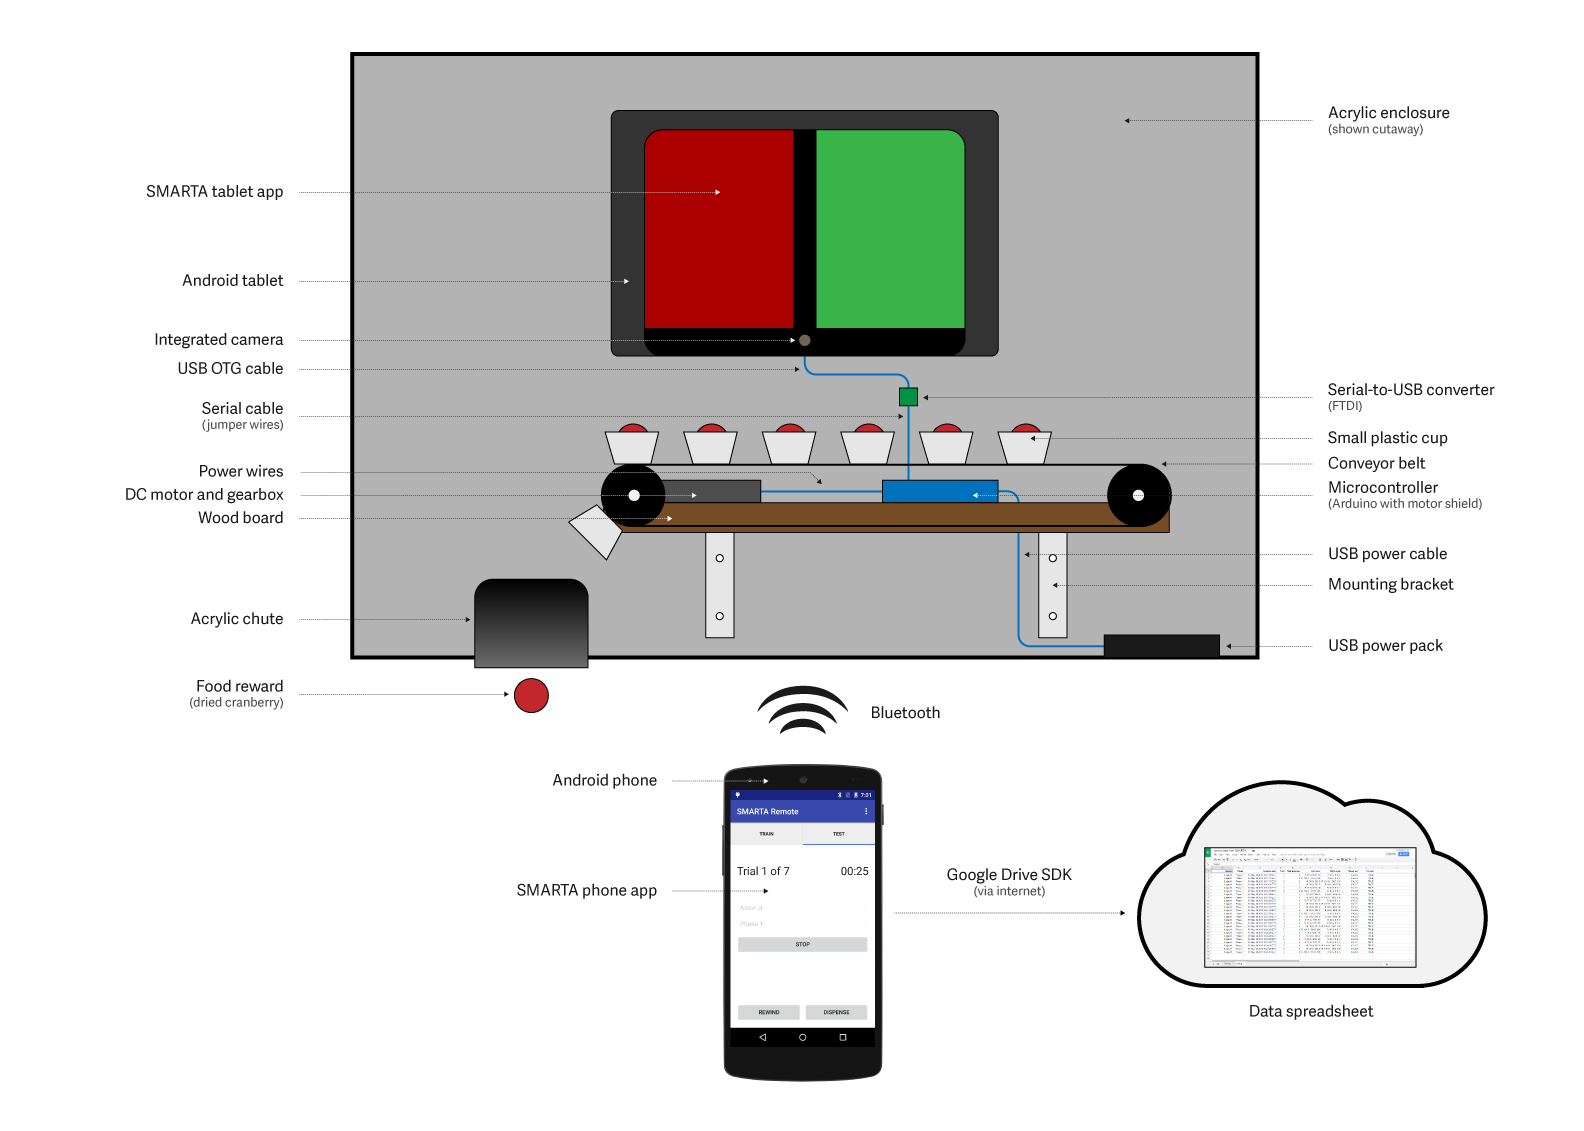 Acrylic enclosure
(shown cutaway)
SMARTA tablet app
Android tablet
Integrated camera
USB OTG cable
Serial-to-USB converter
(FTDI)
Serial cable
(jumper wires)
Small plastic cup
Conveyor belt
Power wires
Microcontroller
(Arduino with motor shield)
DC motor and gearbox
Wood board
USB power cable
Mounting bracket
Acrylic chute
USB power pack
Food reward
(dried cranberry)
Bluetooth
Android phone
7:01
SMARTA Remote
TRAIN TEST
Trial 1 of 7 00:25
SMARTA phone app
Phase 1
STOP
REWIND DISPENSE
Google Drive SDK
(via internet)
Data spreadsheet